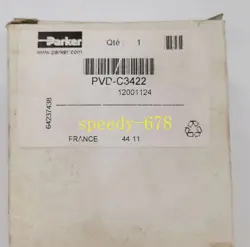 Parker
www.parker.com
Qté : 1
PVD-C3422
12001124
64237438
speedy-678
FRANCE 44 11